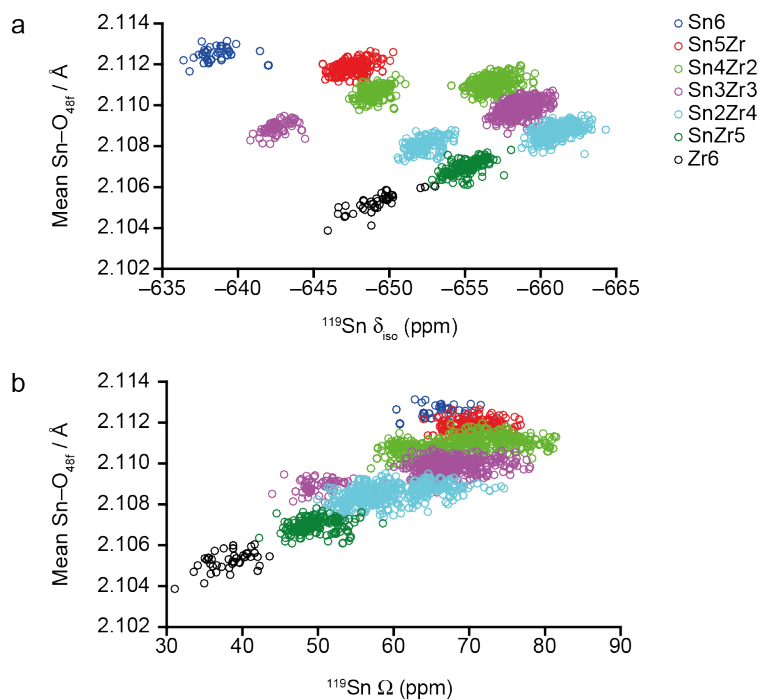 a
Mean Sn–O48f / Å
2.114
2.112
2.110
2.108
2.106
2.104
2.102
–635
–640
–645
–650
–655
–660
–665
119Sn δiso (ppm)
Sn6
Sn5Zr
Sn4Zr2
Sn3Zr3
Sn2Zr4
SnZr5
Zr6
b
Mean Sn–O48f / Å
2.114
2.112
2.110
2.108
2.106
2.104
2.102
30
40
50
60
70
80
90
119Sn Ω (ppm)